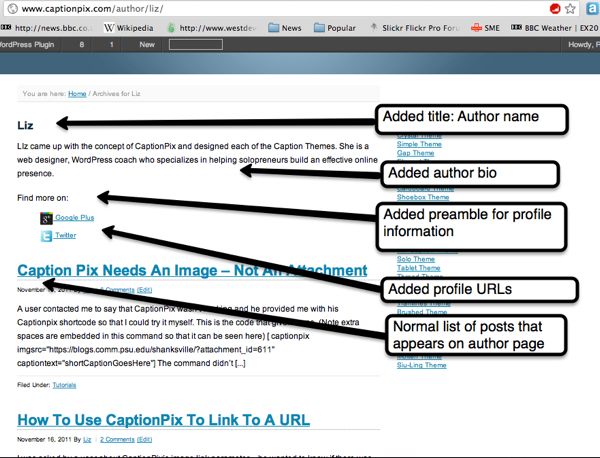 www.captionpix.com/author/liz/
http://news.bbc.co.u Wikipedia http://www.westdev Popular Slickr Flickr Pro Foru SME BBC Weather | EX20
WordPress Plugin 8 1 New Howdy, F
You are here: Home / Archives for Liz
Liz
Added title: Author name
Simple Theme
Gap Theme
Liz came up with the concept of CaptionPix and designed each of the Caption Themes. She is
a web designer, WordPress coach who specializes in helping solopreneurs build an effective online
presence.
Added author bio
Shoebox Theme
Find more on:
Added preamble for profile
information
Google Plus
Twitter
Solo Theme
Tablet Theme
Caption Pix Needs An Image – Not An Attachment
Added profile URLs
November 18, 2011 By Liz 6 Comments (Edit)
Brushed Theme
A user contacted me to say that CaptionPix wasn't working and he provided me with his
Captionpix shortcode so that I could try it myself. This is the code that (Note extra
spaces are embedded in this command so that it can be seen here) [ captionpix
imgsrc="https://blogs.comm.psu.edu/shanksville/?attachment_id=611"
captiontext="shortCaptionGoesHere"] The command didn't [...]
Normal list of posts that
appears on author page
Siu-Ling Theme
Filed Under: Tutorials
How To Use CaptionPix To Link To A URL
November 16, 2011 By Liz 2 Comments (Edit)